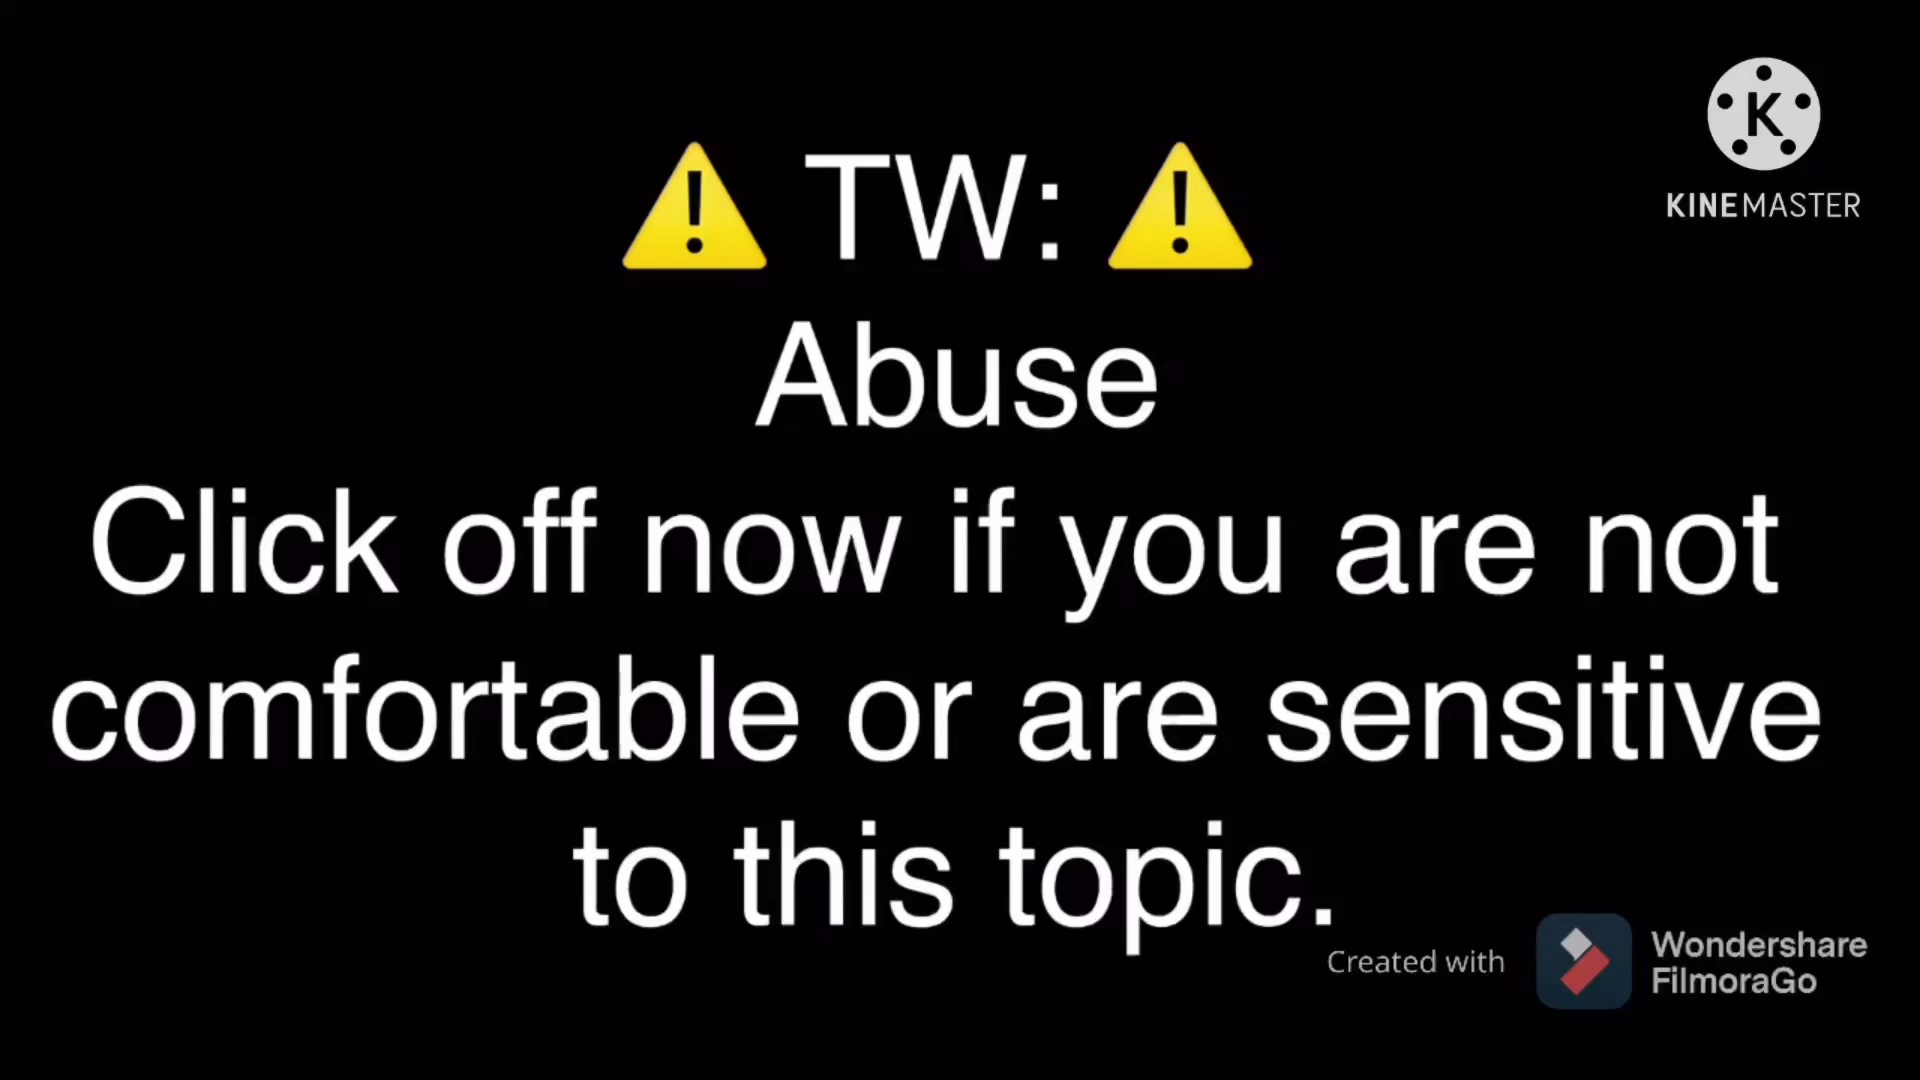 ⚠️ TW: ⚠️
Abuse
Click off now if you are not
comfortable or are sensitive
to this topic.
K
KINEMASTER
Created with
Wondershare
FilmoraGo